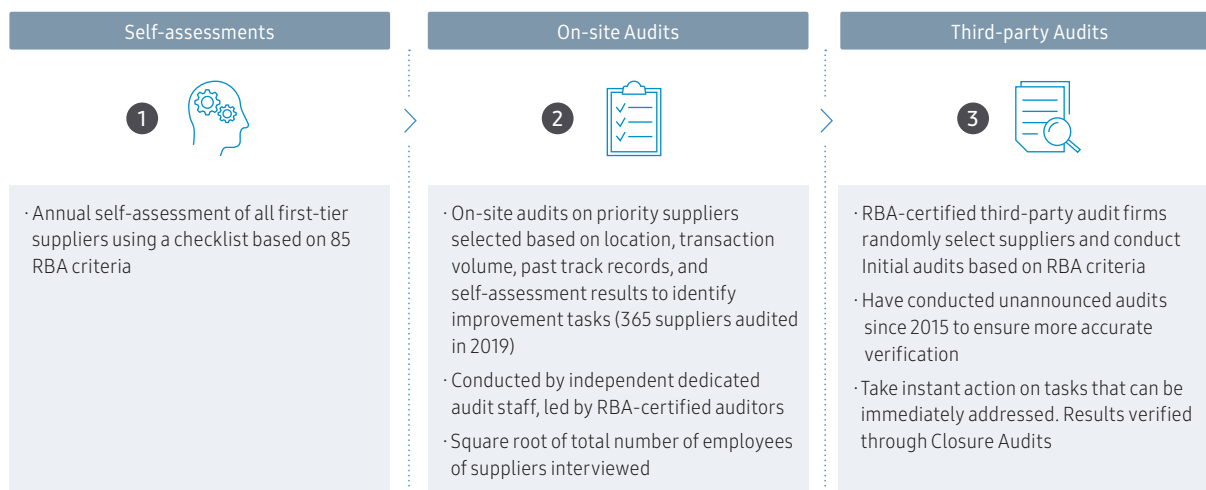 Self-assessments
1
· Annual self-assessment of all first-tier
suppliers using a checklist based on 85
RBA criteria
On-site Audits
2
· On-site audits on priority suppliers
selected based on location, transaction
volume, past track records, and
self-assessment results to identify
improvement tasks (365 suppliers audited
in 2019)
· Conducted by independent dedicated
audit staff, led by RBA-certified auditors
· Square root of total number of employees
of suppliers interviewed
Third-party Audits
3
· RBA-certified third-party audit firms
randomly select suppliers and conduct
Initial audits based on RBA criteria
· Have conducted unannounced audits
since 2015 to ensure more accurate
verification
· Take instant action on tasks that can be
immediately addressed. Results verified
through Closure Audits